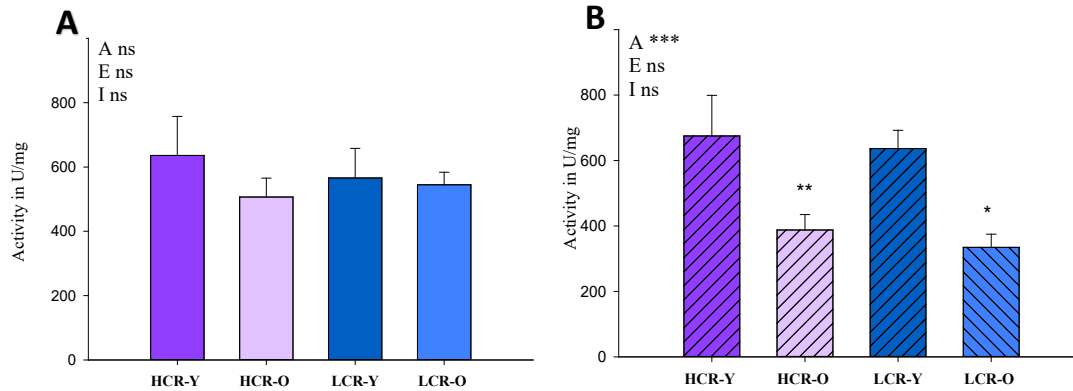 A
A ns
E ns
I ns
800
600
400
200
0
Activity in U/mg
HCR-Y HCR-O LCR-Y LCR-O
B
A ***
E ns
I ns
800
600
400
200
0
Activity in U/mg
**
*
HCR-Y HCR-O LCR-Y LCR-O